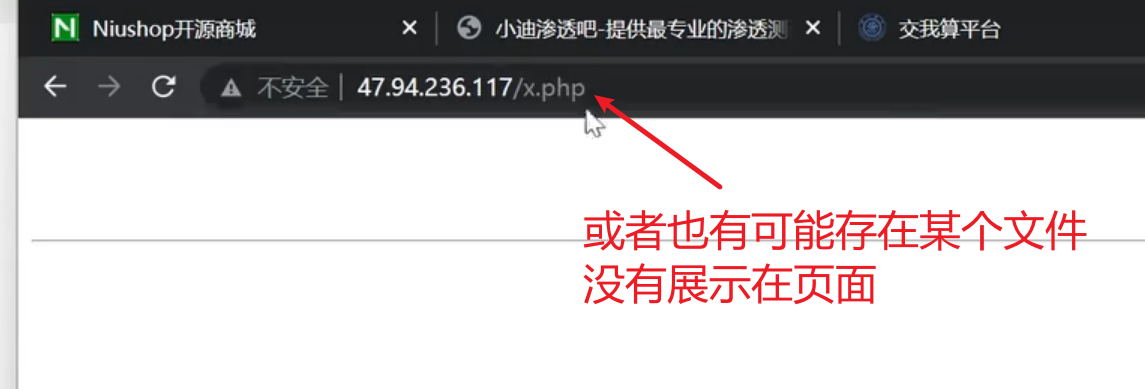 Niushop开源商城
小迪渗透吧-提供最专业的渗透测
交我算平台
不安全 47.94.236.117/x.php
或者也有可能存在某个文件
没有展示在页面